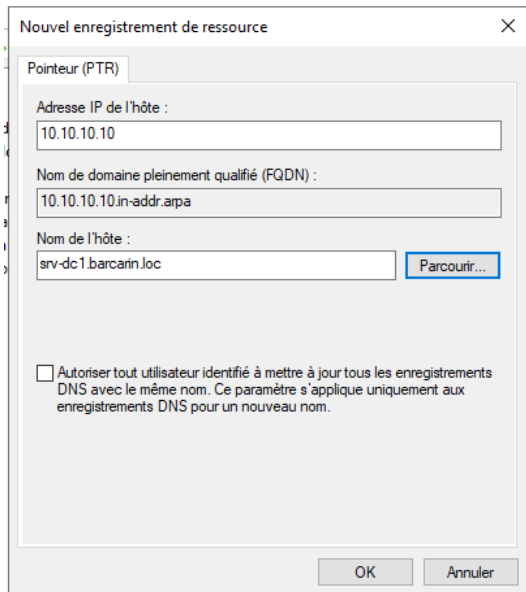 Nouvel enregistrement de ressource
Pointeur (PTR)
Adresse IP de l'hôte :
10.10.10.10
Nom de domaine pleinement qualifié (FQDN) :
10.10.10.10.in-addr.arpa
Nom de l'hôte :
srv-dc1.barcarin.loc
Parcourir...
Autoriser tout utilisateur identifié à mettre à jour tous les enregistrements
DNS avec le même nom. Ce paramètre s'applique uniquement aux
enregistrements DNS pour un nouveau nom.
OK
Annuler